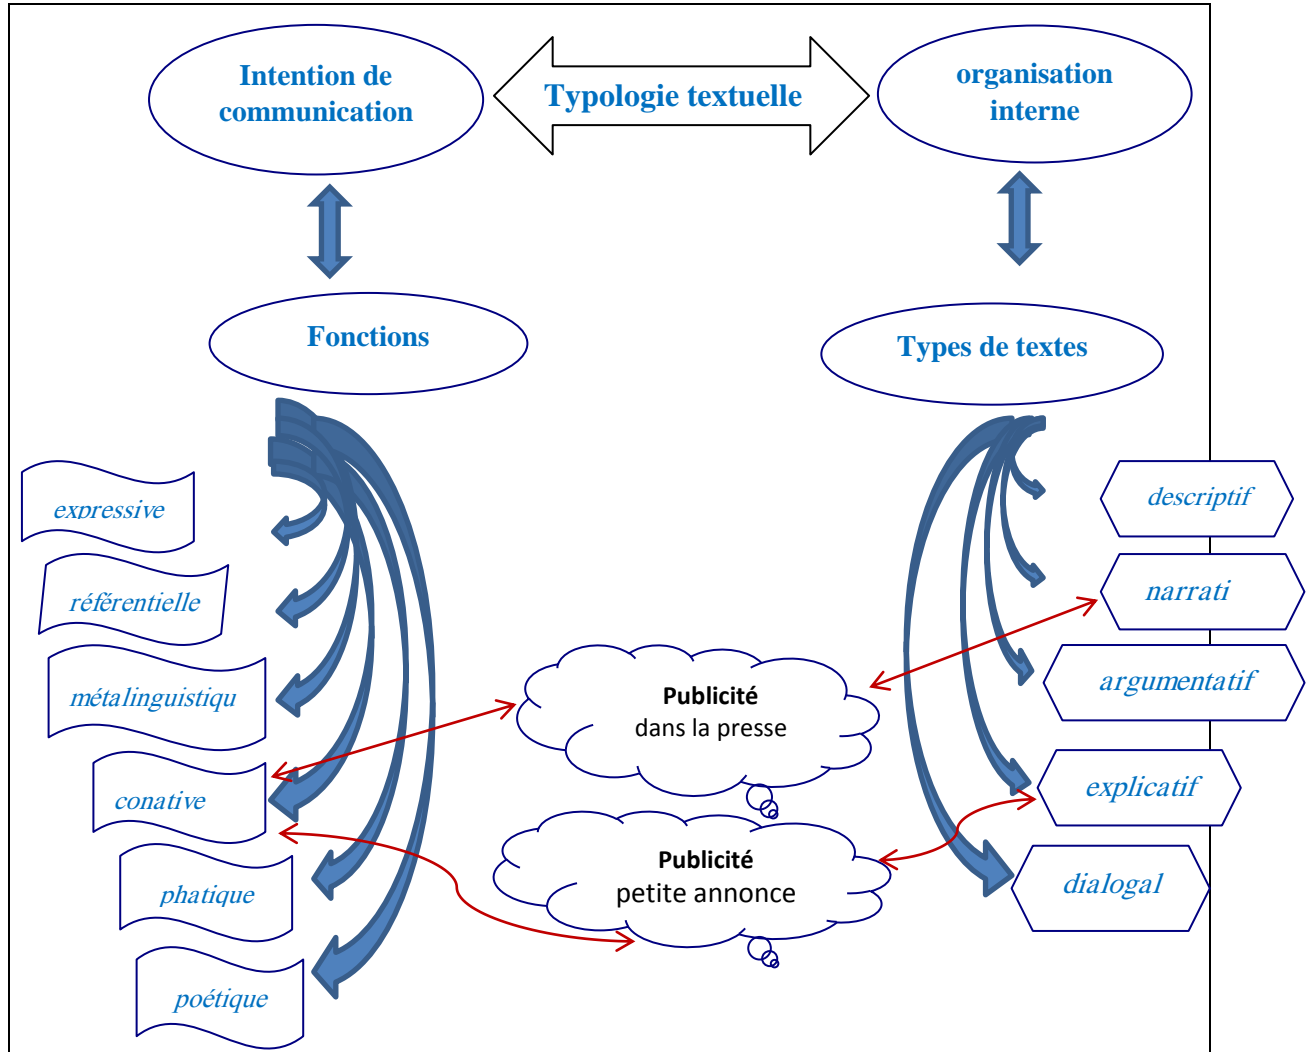 Intention de
communication
Typologie textuelle
organisation
interne
Fonctions
Types de textes
expressive
référentielle
métalinguistiqu
conative
phatique
poétique
Publicité
dans la presse
Publicité
petite annonce
descriptif
narrati
argumentatif
explicatif
dialogal